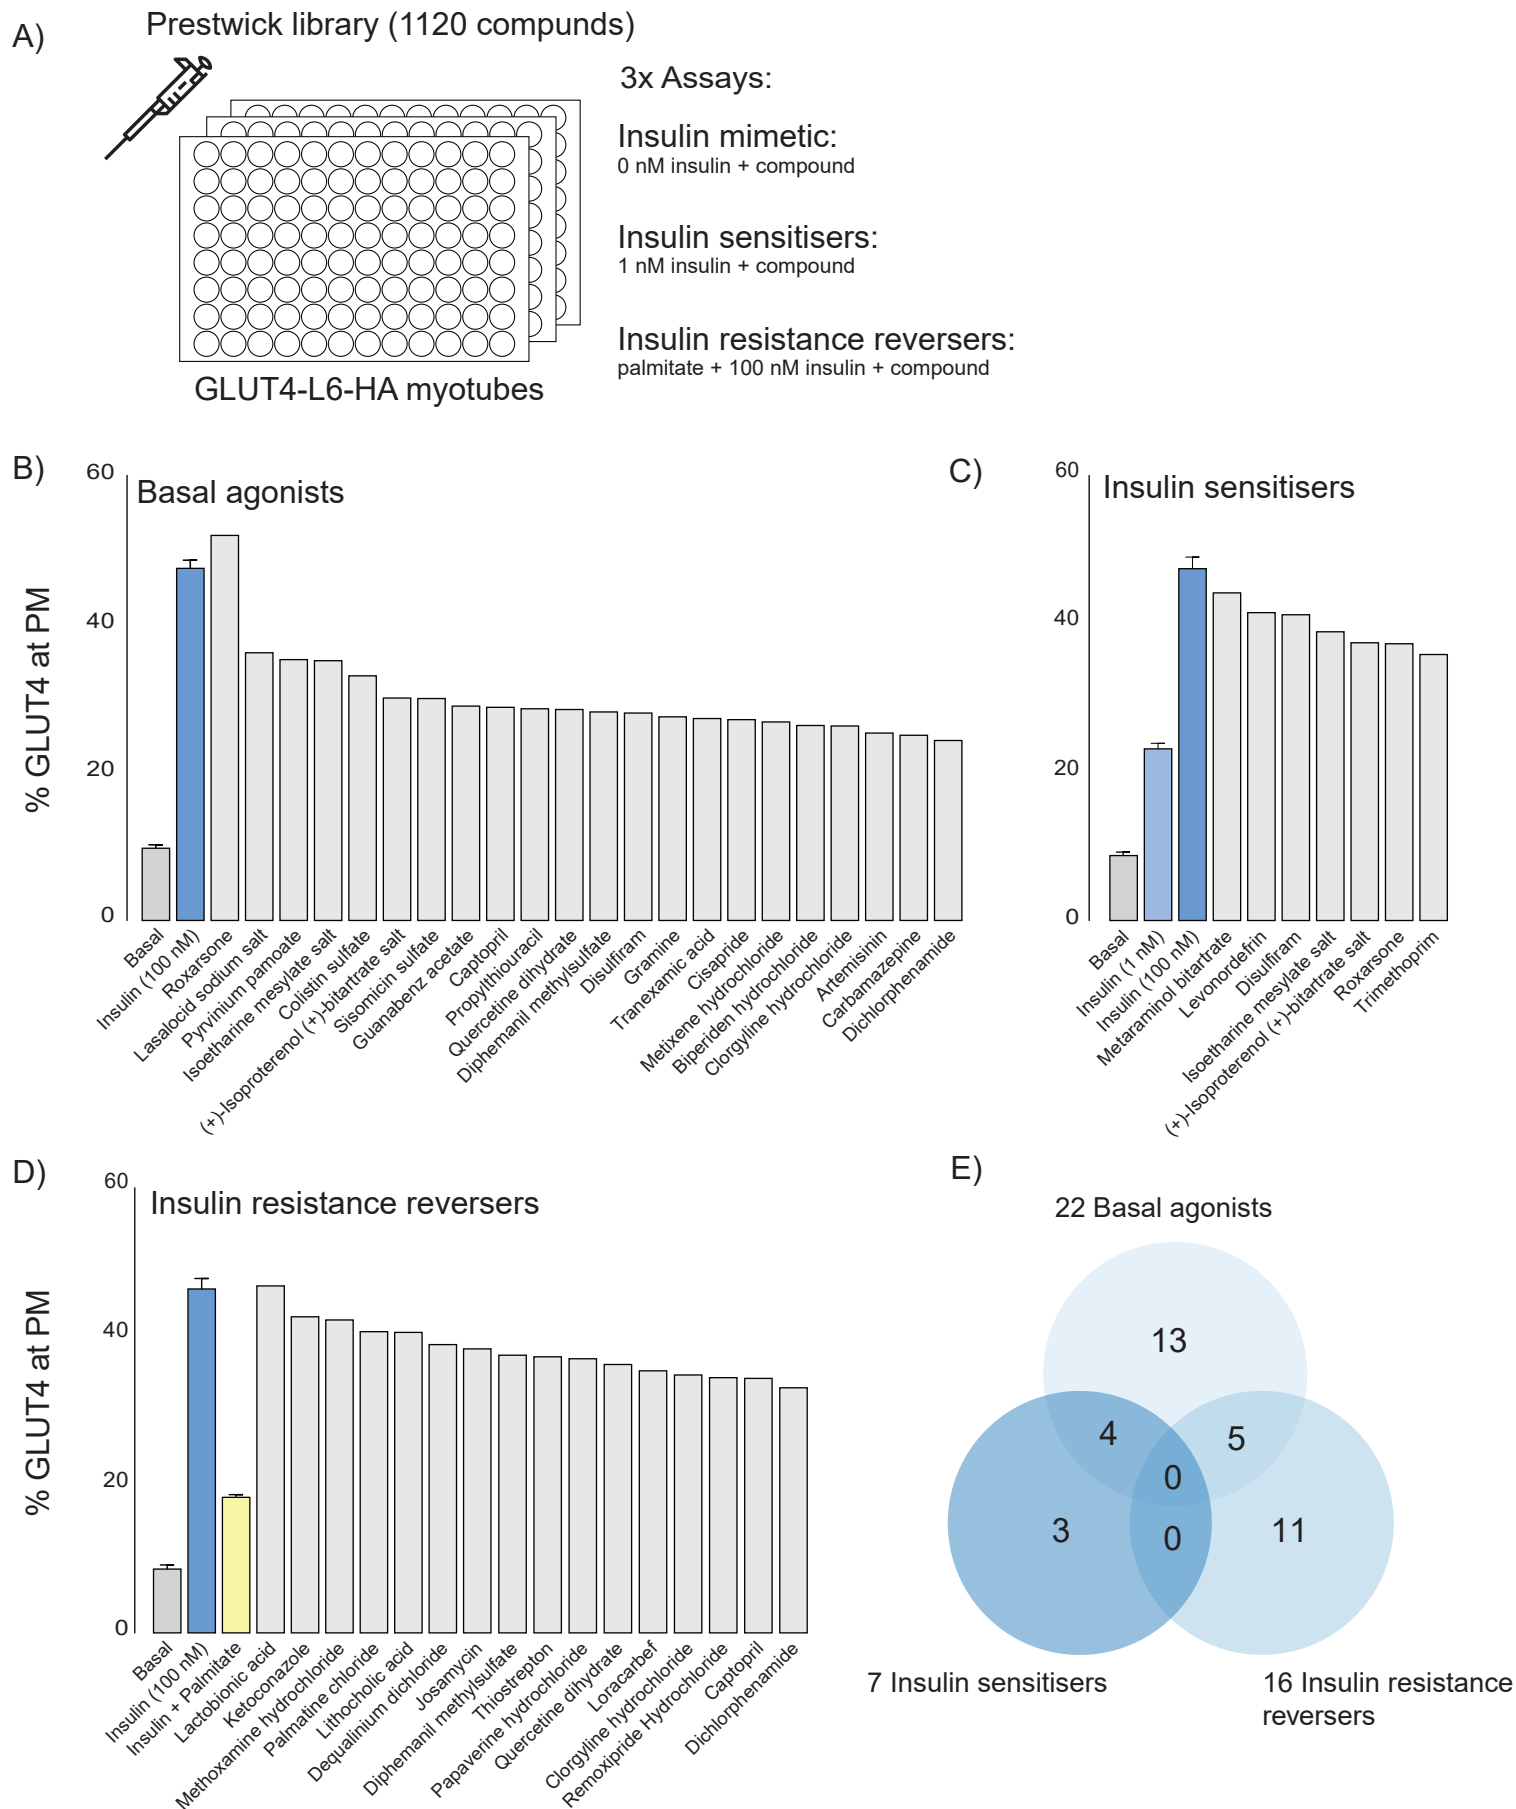 A)
Prestwick library (1120 compunds)
3x Assays:
Insulin mimetic:
0 nM insulin + compound
Insulin sensitisers:
1 nM insulin + compound
Insulin resistance reversers:
palmitate + 100 nM insulin + compound
GLUT4-L6-HA myotubes
B)
Basal agonists
% GLUT4 at PM
60
40
20
0
Basal
Insulin (100 nM)
Roxarsone
Lasalocid sodium salt
Pyrvinium pamoate
Isoetharine mesylate salt
Colistin sulfate
(+)-Isoproterenol (+)-bitartrate salt
Sisomicin sulfate
Guanabenz acetate
Captopril
Propylthiouracil
Quercetine dihydrate
Diphemanil methylsulfate
Disulfiram
Gramine
Tranexamic acid
Cisapride
Metixene hydrochloride
Biperiden hydrochloride
Clorgyline hydrochloride
Artemisinin
Carbamazepine
Dichlorphenamide
C)
Insulin sensitisers
60
40
20
0
Basal
Insulin (1 nM)
Insulin (100 nM)
Metaraminol bitartrate
Levonordefrin
Disulfiram
Isoetharine mesylate salt
(+)-Isoproterenol (+)-bitartrate salt
Roxarsone
Trimethoprim
D)
Insulin resistance reversers
% GLUT4 at PM
60
40
20
0
Basal
Insulin (100 nM)
Insulin + Palmitate
Lactobionic acid
Ketoconazole
Methoxamine hydrochloride
Palmatine chloride
Lithocholic acid
Dequalinium dichloride
Josamycin
Diphemanil methylsulfate
Thiostrepton
Papaverine hydrochloride
Quercetine dihydrate
Loracarbef
Clorgyline hydrochloride
Remoxipride Hydrochloride
Captopril
Dichlorphenamide
E)
22 Basal agonists
13
4
5
0
3
0
11
7 Insulin sensitisers
16 Insulin resistance
reversers